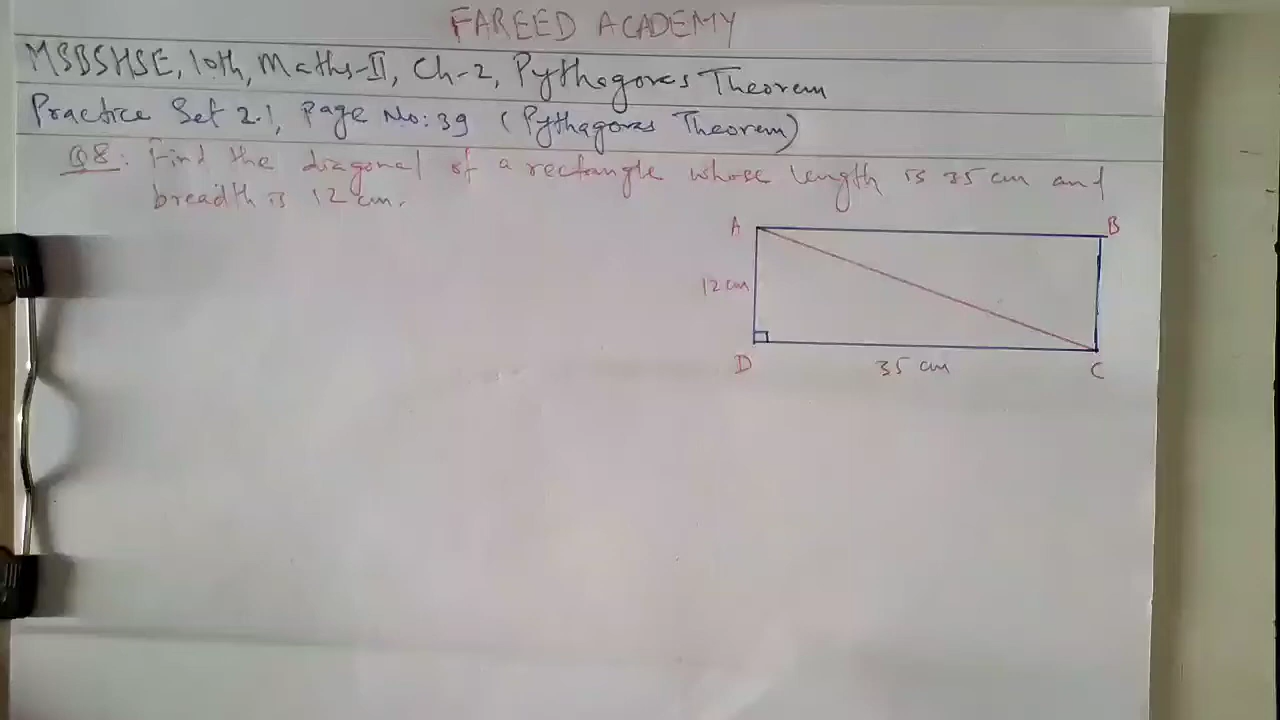 FAREED ACADEMY
MSBSHSE, 10th, Maths-II, Ch-2, Pythagoras Theorem
Practice Set 2.1, Page No: 39 (Pythagoras Theorem)
Q8: Find the diagonal of a rectangle whose length is 35 cm and
breadth is 12 cm.
A B
12 cm
D 35 cm C